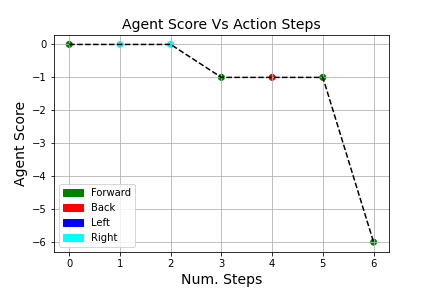 Agent Score Vs Action Steps
0
−1
−2
−3
−4
−5
−6
Agent Score
Forward
Back
Left
Right
0 1 2 3 4 5 6
Num. Steps